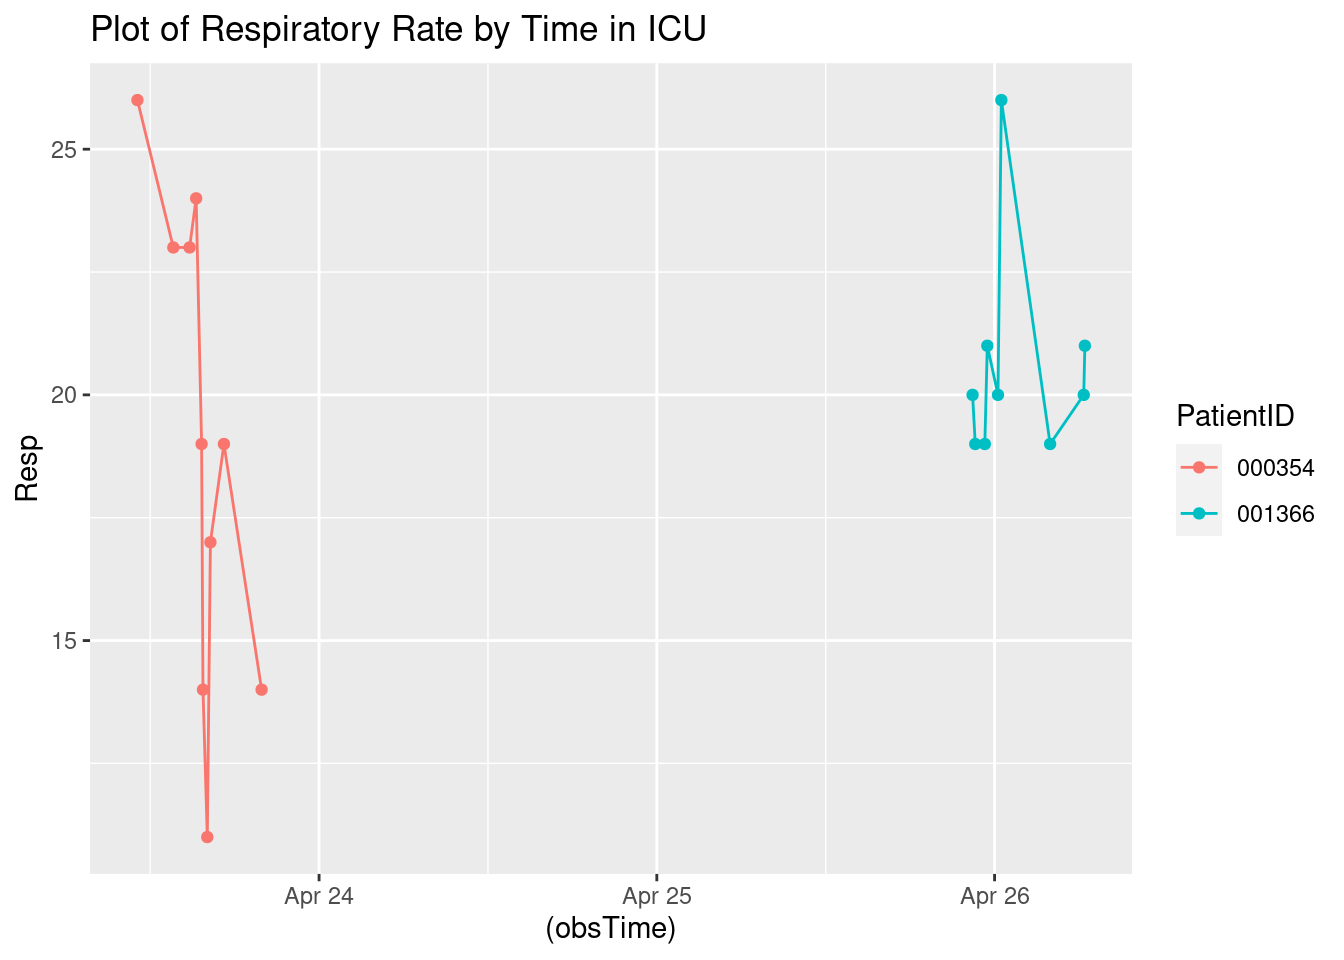 Plot of Respiratory Rate by Time in ICU
25
20
15
Resp
Apr 24
Apr 25
Apr 26
(obsTime)
PatientID
000354
001366